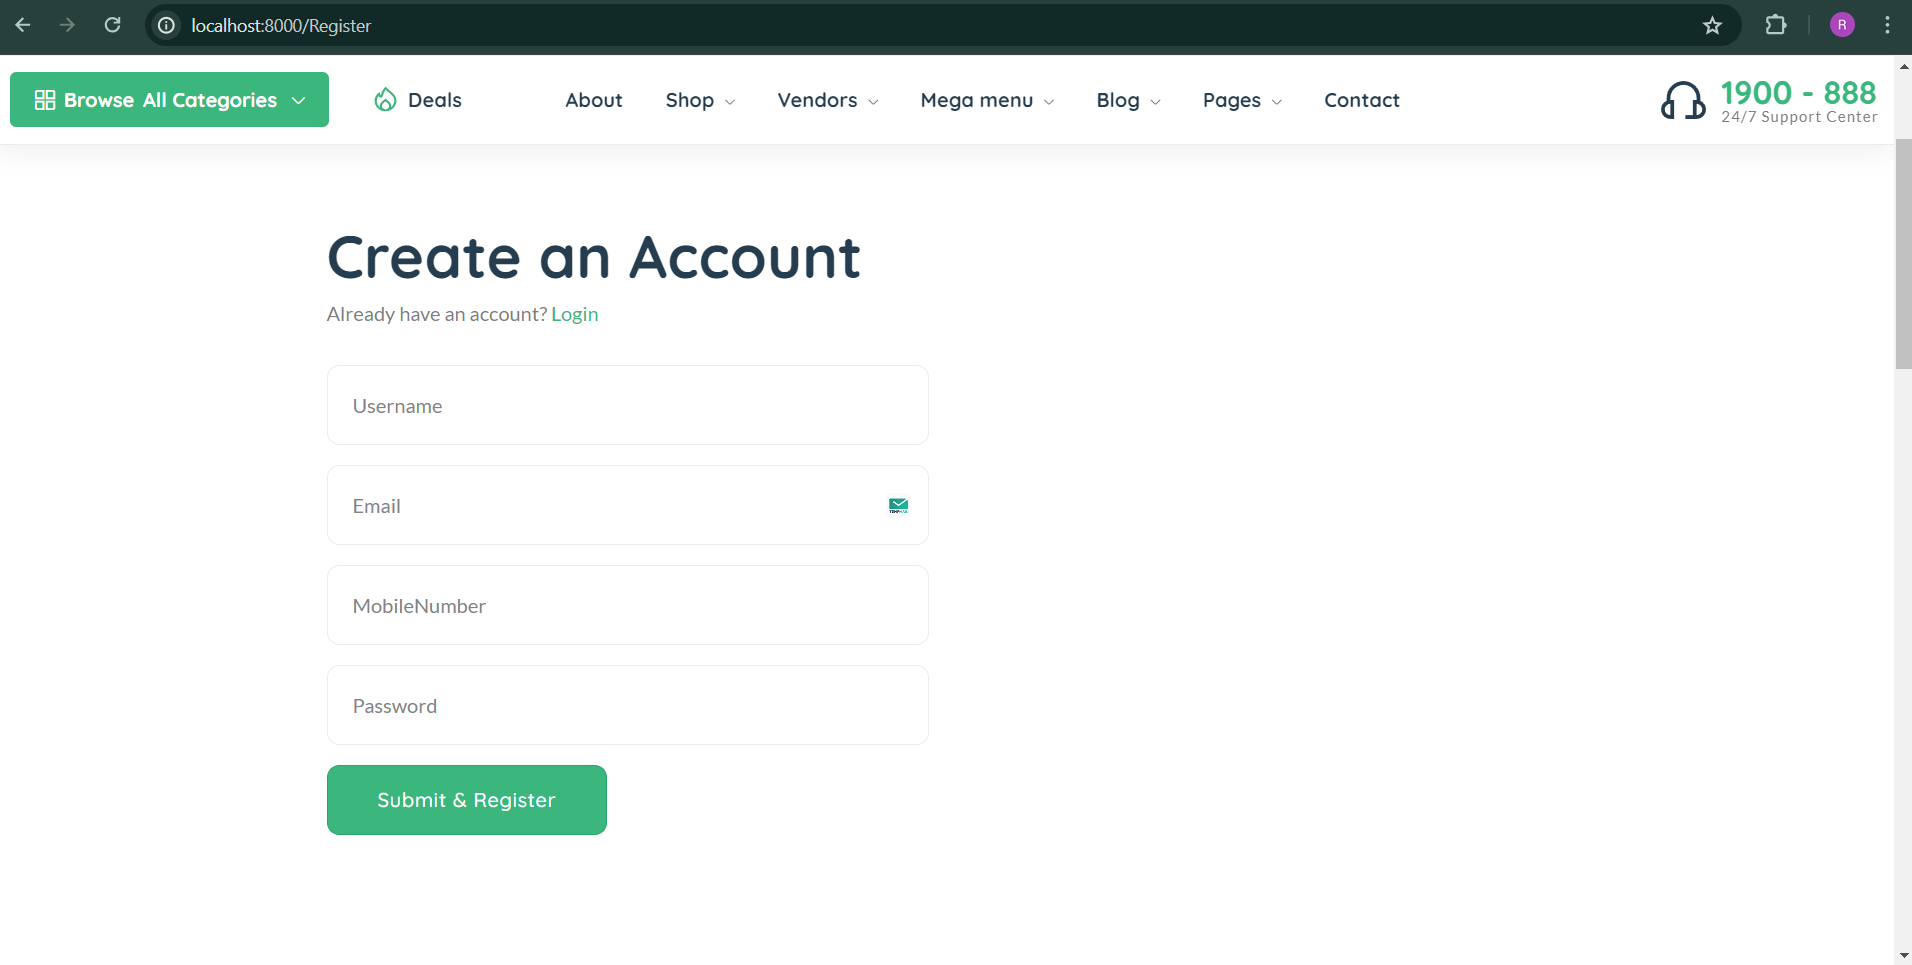 localhost:8000/Register
R
Browse All Categories
Deals
About
Shop
Vendors
Mega menu
Blog
Pages
Contact
1900 - 888
24/7 Support Center
Create an Account
Already have an account? Login
Username
Email
MobileNumber
Password
Submit & Register